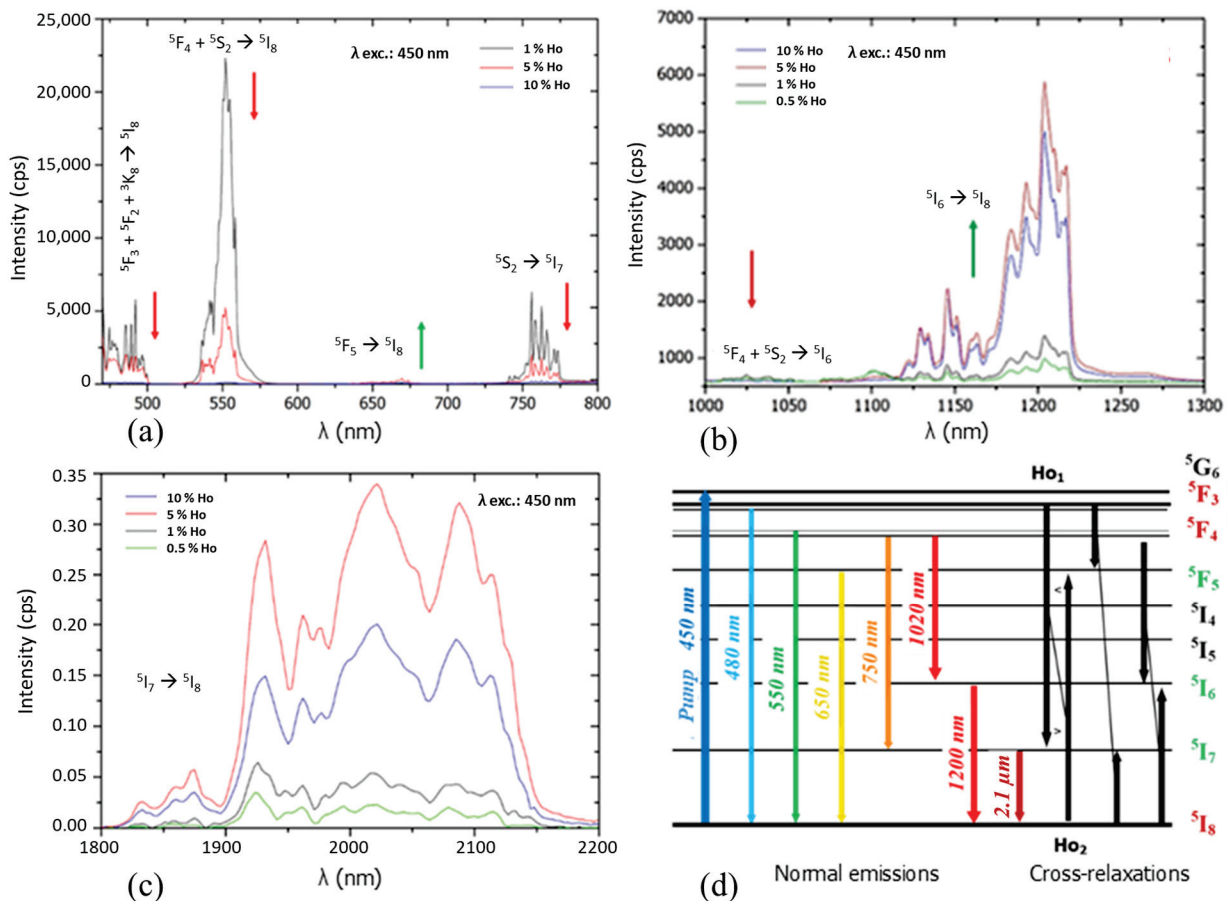 25,000
20,000
15,000
10,000
5,000
0
Intensity (cps)
⁵F₃ + ⁵F₂ + ³K₈ → ⁵I₈
⁵F₄ + ⁵S₂ → ⁵I₈
λ exc.: 450 nm
1 % Ho
5 % Ho
10 % Ho
⁵F₅ → ⁵I₈
⁵S₂ → ⁵I₇
500 550 600 650 700 750 800
λ (nm)
(a)
7000
6000
5000
4000
3000
2000
1000
Intensity (cps)
10 % Ho
5 % Ho
1 % Ho
0.5 % Ho
λ exc.: 450 nm
⁵I₆ → ⁵I₈
⁵F₄ + ⁵S₂ → ⁵I₆
1000 1050 1100 1150 1200 1250 1300
λ (nm)
(b)
0.35
0.30
0.25
0.20
0.15
0.10
0.05
0.00
Intensity (cps)
10 % Ho
5 % Ho
1 % Ho
0.5 % Ho
λ exc.: 450 nm
⁵I₇ → ⁵I₈
1800 1900 2000 2100 2200
λ (nm)
(c)
Ho₁
⁵G₆
⁵F₃
⁵F₄
⁵F₅
⁵I₄
⁵I₅
⁵I₆
⁵I₇
⁵I₈
Pump 450 nm
480 nm
550 nm
650 nm
750 nm
1020 nm
1200 nm
2.1 µm
Ho₂
Normal emissions
Cross-relaxations
(d)